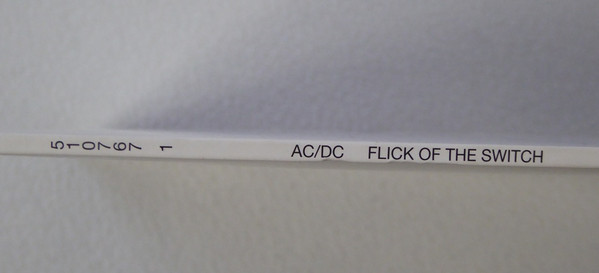 510767 1 AC/DC FLICK OF THE SWITCH